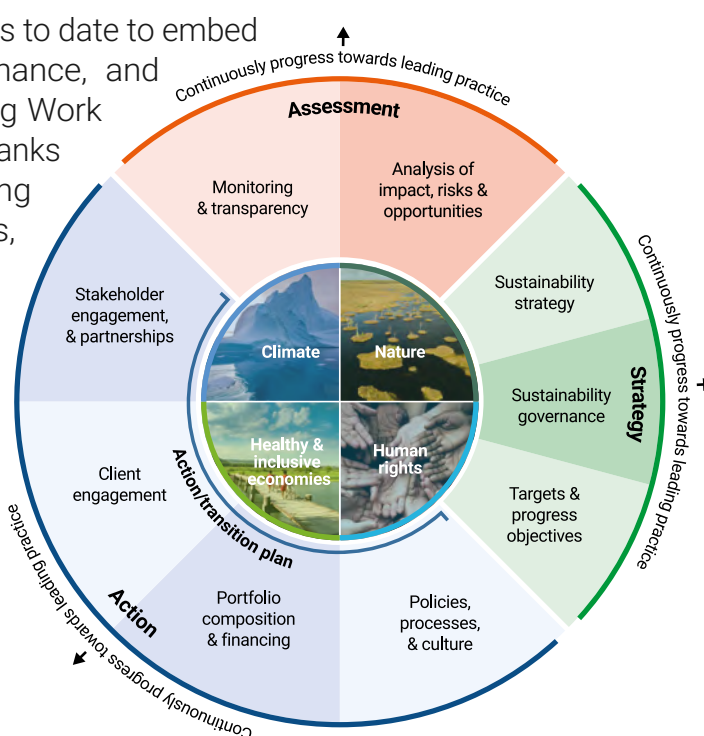 s to date to embed
nance, and
g Work
anks
ng
s,
Continuously progress towards leading practice
Assessment
Monitoring
& transparency
Analysis of
impact, risks &
opportunities
Stakeholder
engagement,
& partnerships
Sustainability
strategy
Climate
Nature
Continuously progress towards leading practice
Strategy
Sustainability
governance
Client
engagement
Healthy &
inclusive
economies
Human
rights
Targets &
progress
objectives
Action/transition plan
Action
Portfolio
composition
& financing
Policies,
processes,
& culture
Continuously progress towards leading practice
Continuously